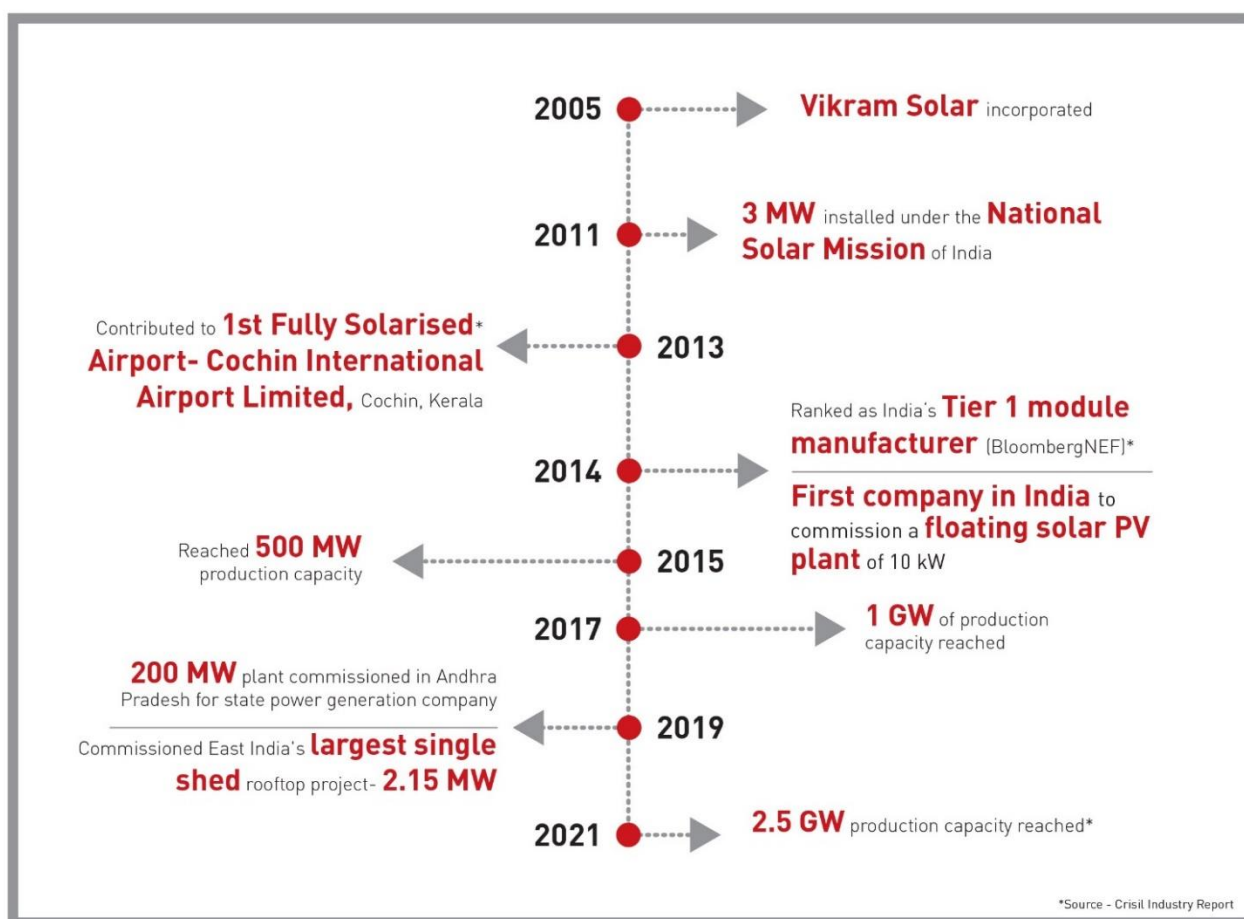 2005
Vikram Solar incorporated
2011
3 MW installed under the National
Solar Mission of India
Contributed to 1st Fully Solarised*
Airport- Cochin International
Airport Limited, Cochin, Kerala
2013
2014
Ranked as India's Tier 1 module
manufacturer (BloombergNEF)*
First company in India to
commission a floating solar PV
plant of 10 kW
Reached 500 MW
production capacity
2015
2017
1 GW of production
capacity reached
200 MW plant commissioned in Andhra
Pradesh for state power generation company
Commissioned East India's largest single
shed rooftop project- 2.15 MW
2019
2021
2.5 GW production capacity reached*
*Source - Crisil Industry Report